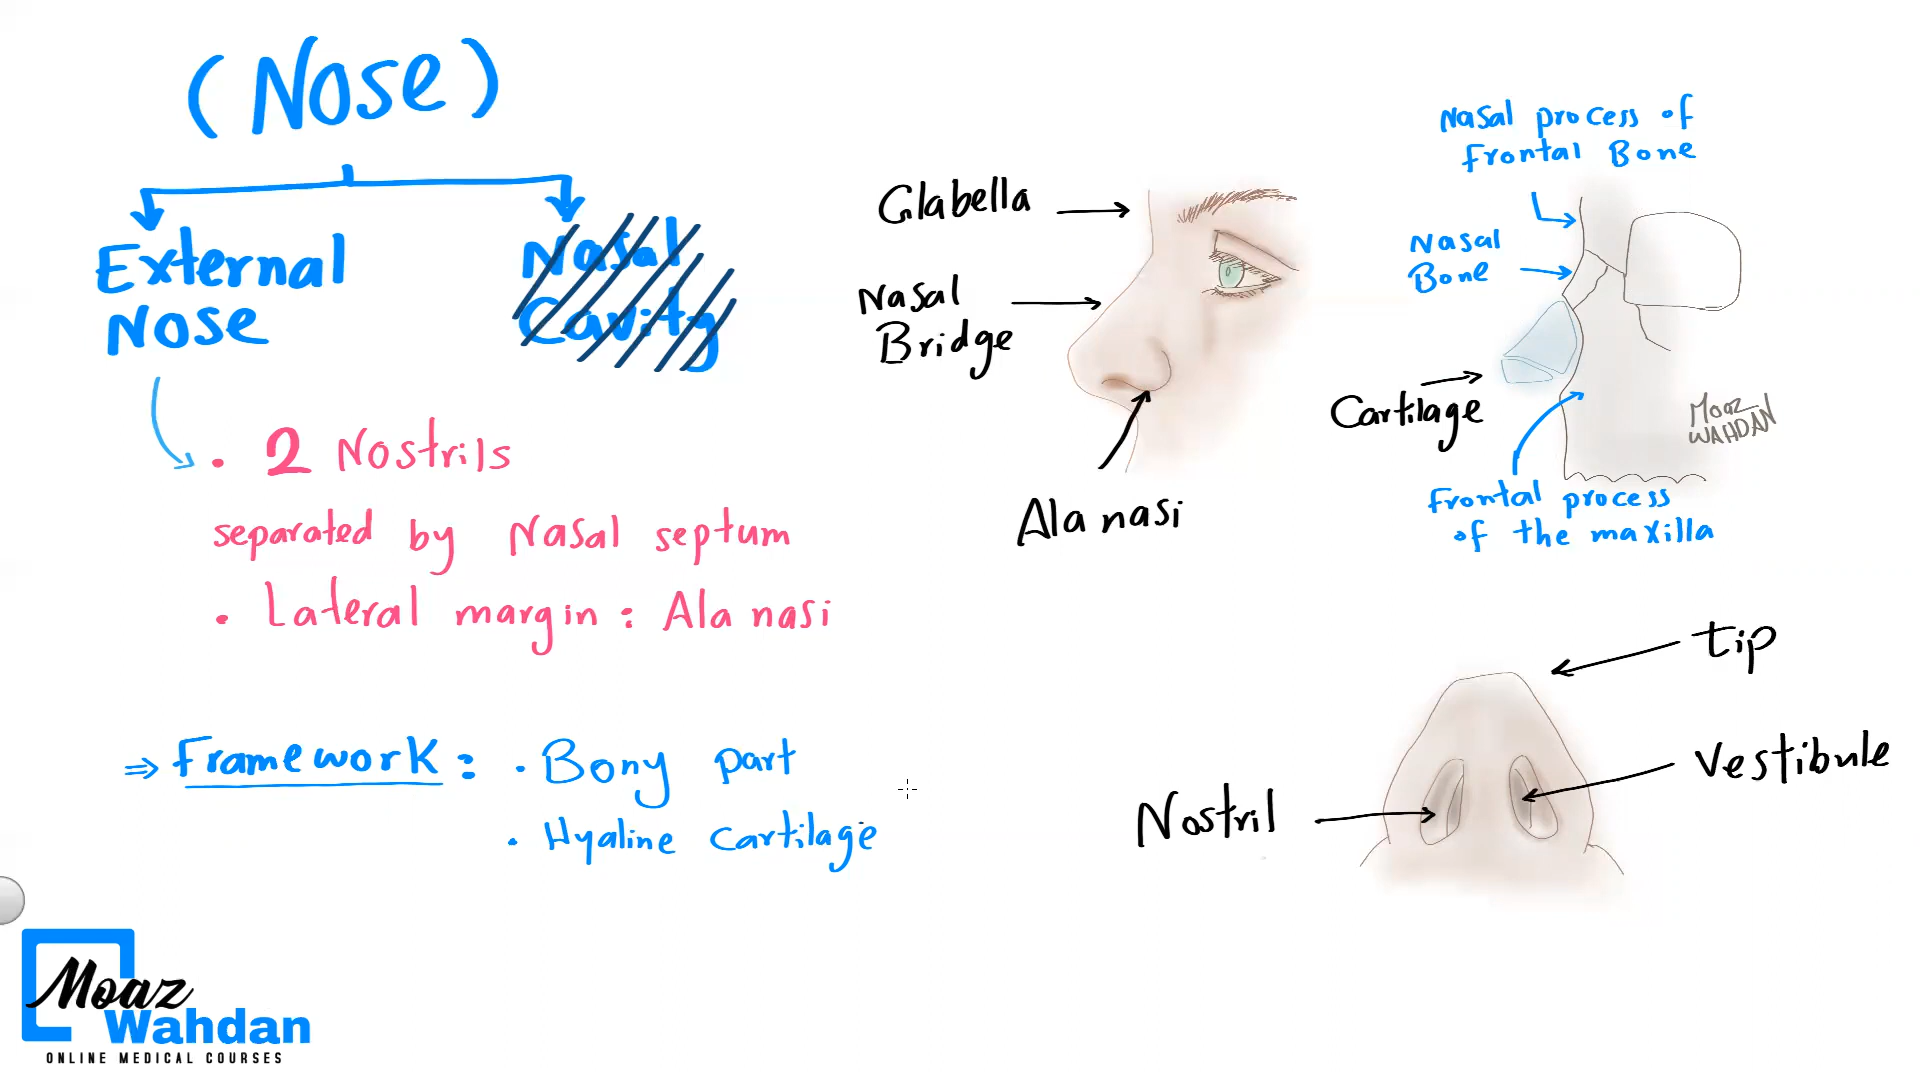 (Nose)
External
Nose
Nasal
Cavity
• 2 Nostrils
separated by Nasal septum
• Lateral margin : Ala nasi
⇒ Framework : • Bony part
• Hyaline cartilage
Glabella
Nasal
Bridge
Ala nasi
Nasal process of
frontal Bone
Nasal
Bone
Cartilage
Moaz
WAHDAN
frontal process
of the maxilla
tip
Vestibule
Nostril
Moaz
Wahdan
ONLINE MEDICAL COURSES